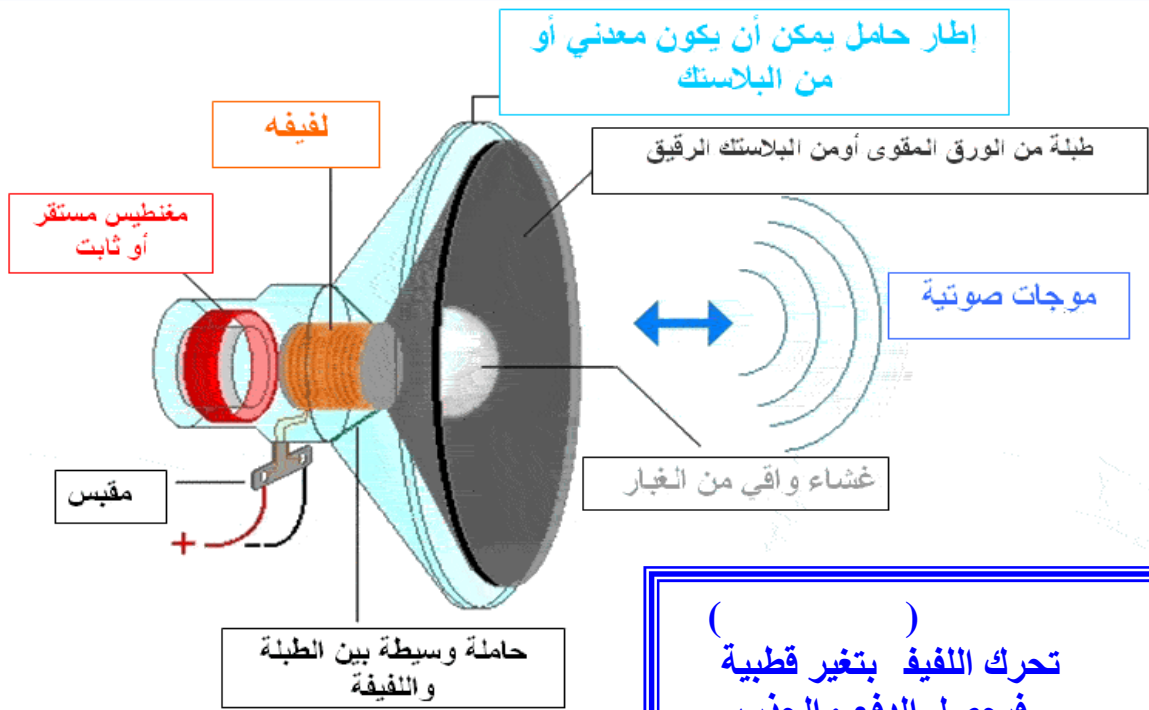 إطار حامل يمكن أن يكون معدني أو
من البلاستك
لفيفه
طبلة من الورق المقوى أومن البلاستك الرقيق
مغنطيس مستقر
أو ثابت
موجات صوتية
غشاء واقي من الغبار
مقبس
+
حاملة وسيطة بين الطبلة
واللفيفة
( )
تحرك اللفيف بتغير قطبية